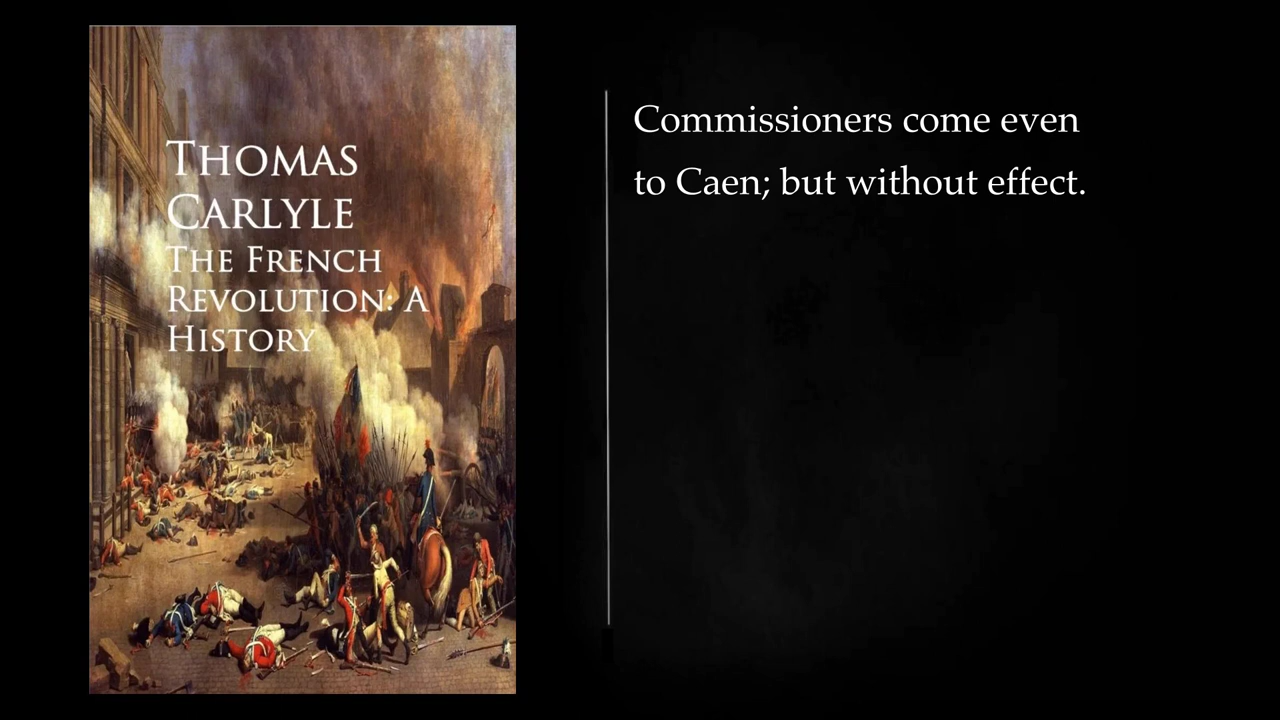 THOMAS
CARLYLE
THE FRENCH
REVOLUTION: A
HISTORY
Commissioners come even
to Caen; but without effect.